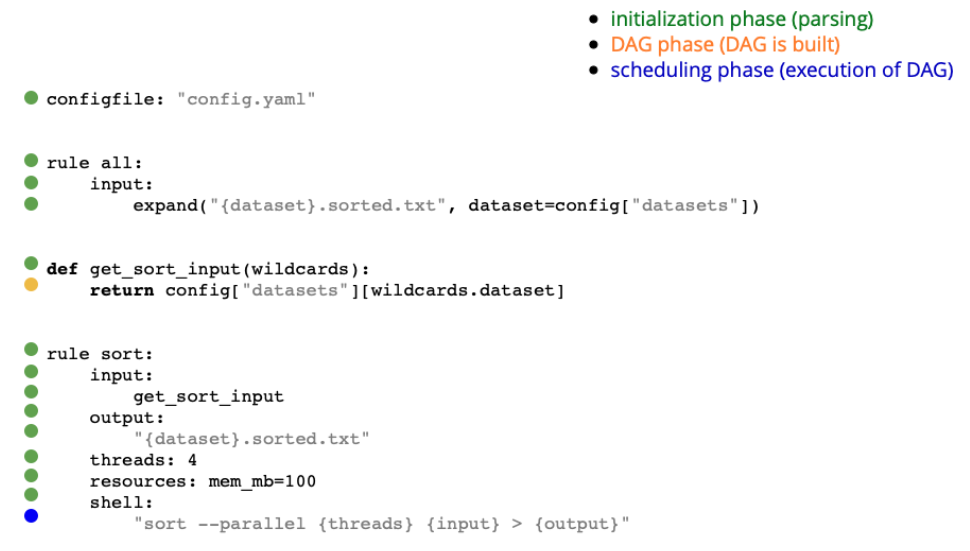 initialization phase (parsing)
DAG phase (DAG is built)
scheduling phase (execution of DAG)
configfile: "config.yaml"
rule all:
    input:
        expand("{dataset}.sorted.txt", dataset=config["datasets"])
def get_sort_input(wildcards):
    return config["datasets"][wildcards.dataset]
rule sort:
    input:
        get_sort_input
    output:
        "{dataset}.sorted.txt"
    threads: 4
    resources: mem_mb=100
    shell:
        "sort --parallel {threads} {input} > {output}"